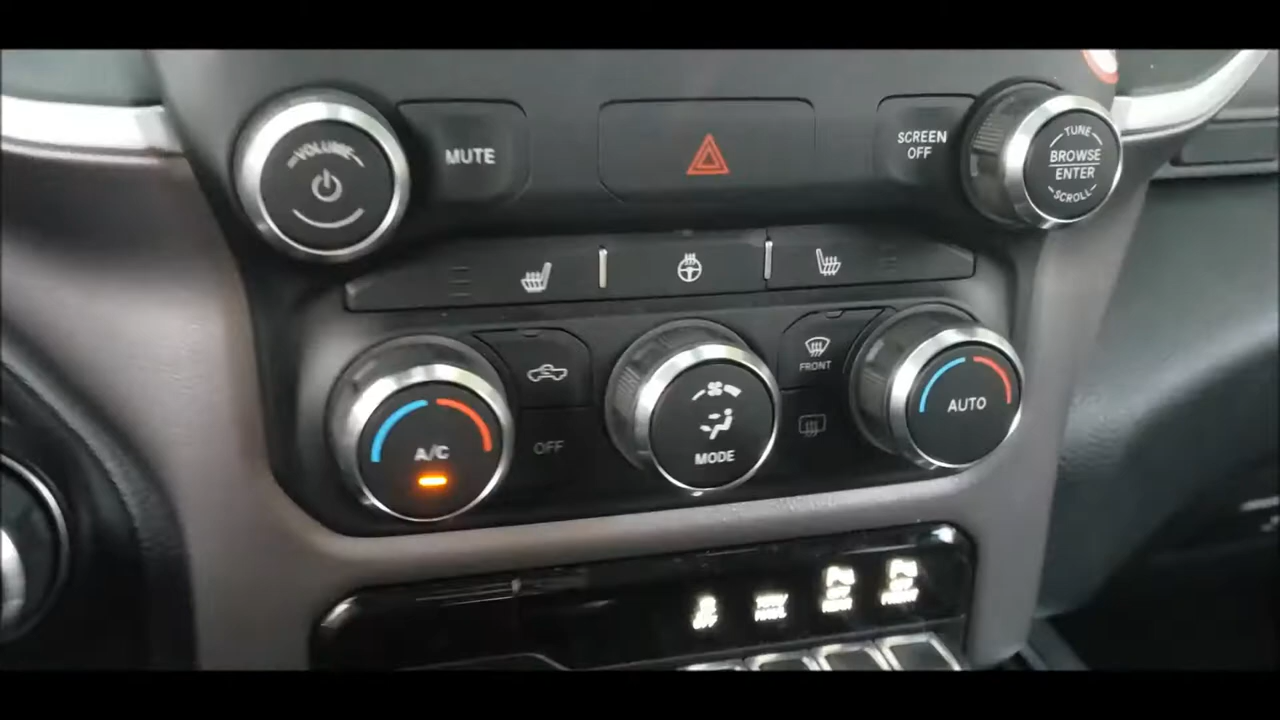 VOLUME
MUTE
SCREEN
OFF
TUNE
BROWSE
ENTER
SCROLL
A/C
OFF
MODE
FRONT
AUTO